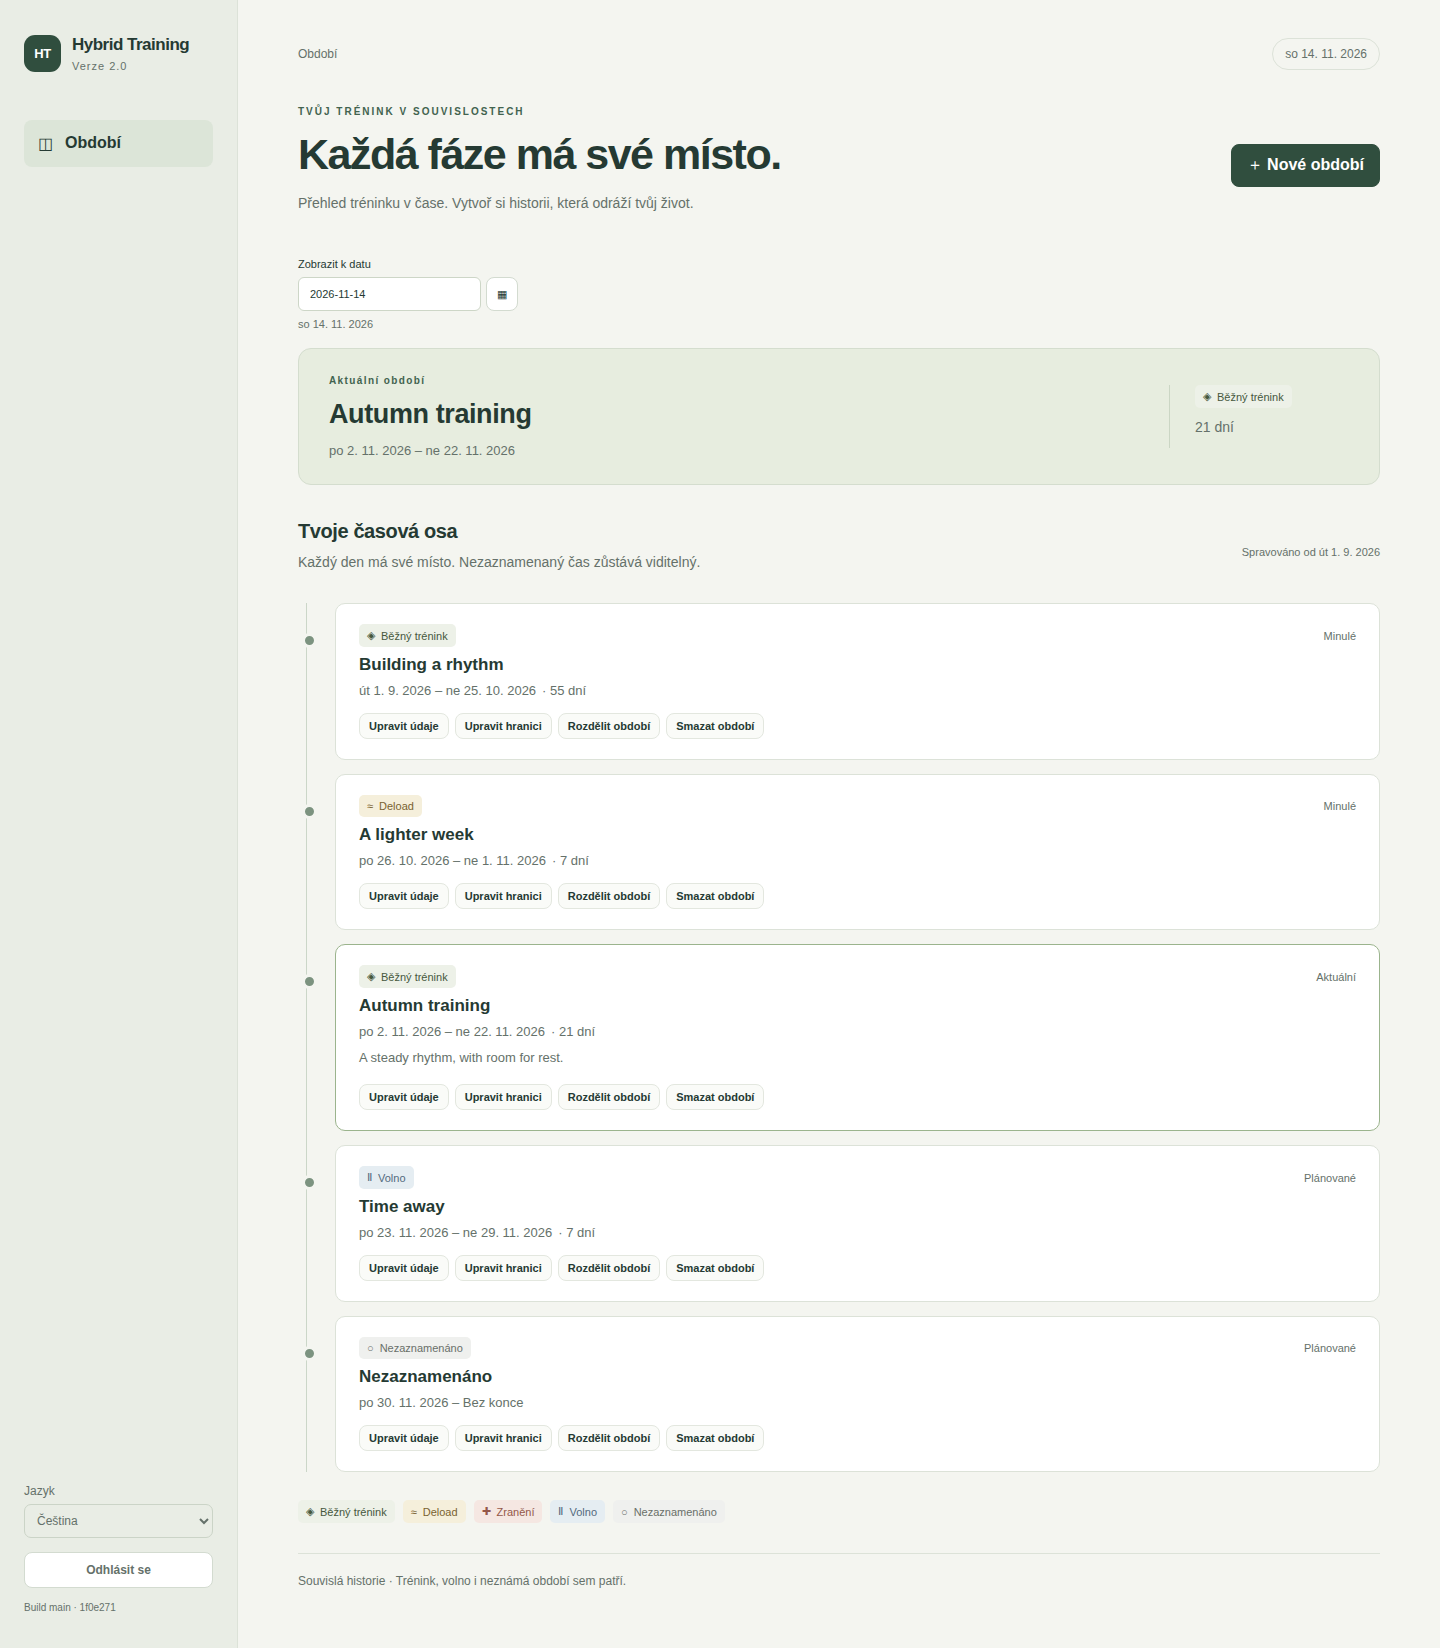 HT
Hybrid Training
Verze 2.0
Období
Období
so 14. 11. 2026
TVŮJ TRÉNINK V SOUVISLOSTECH
Každá fáze má své místo.
+ Nové období
Přehled tréninku v čase. Vytvoř si historii, která odráží tvůj život.
Zobrazit k datu
2026-11-14
so 14. 11. 2026
Aktuální období
Autumn training
po 2. 11. 2026 – ne 22. 11. 2026
Běžný trénink
21 dní
Tvoje časová osa
Každý den má své místo. Nezaznamenaný čas zůstává viditelný.
Spravováno od út 1. 9. 2026
Běžný trénink
Minulé
Building a rhythm
út 1. 9. 2026 – ne 25. 10. 2026 · 55 dní
Upravit údaje Upravit hranici Rozdělit období Smazat období
Deload
Minulé
A lighter week
po 26. 10. 2026 – ne 1. 11. 2026 · 7 dní
Upravit údaje Upravit hranici Rozdělit období Smazat období
Běžný trénink
Aktuální
Autumn training
po 2. 11. 2026 – ne 22. 11. 2026 · 21 dní
A steady rhythm, with room for rest.
Upravit údaje Upravit hranici Rozdělit období Smazat období
Volno
Plánované
Time away
po 23. 11. 2026 – ne 29. 11. 2026 · 7 dní
Upravit údaje Upravit hranici Rozdělit období Smazat období
Nezaznamenáno
Plánované
Nezaznamenáno
po 30. 11. 2026 – Bez konce
Upravit údaje Upravit hranici Rozdělit období Smazat období
Běžný trénink Deload Zranění Volno Nezaznamenáno
Souvislá historie · Trénink, volno i neznámá období sem patří.
Jazyk
Čeština
Odhlásit se
Build main · 1f0e271